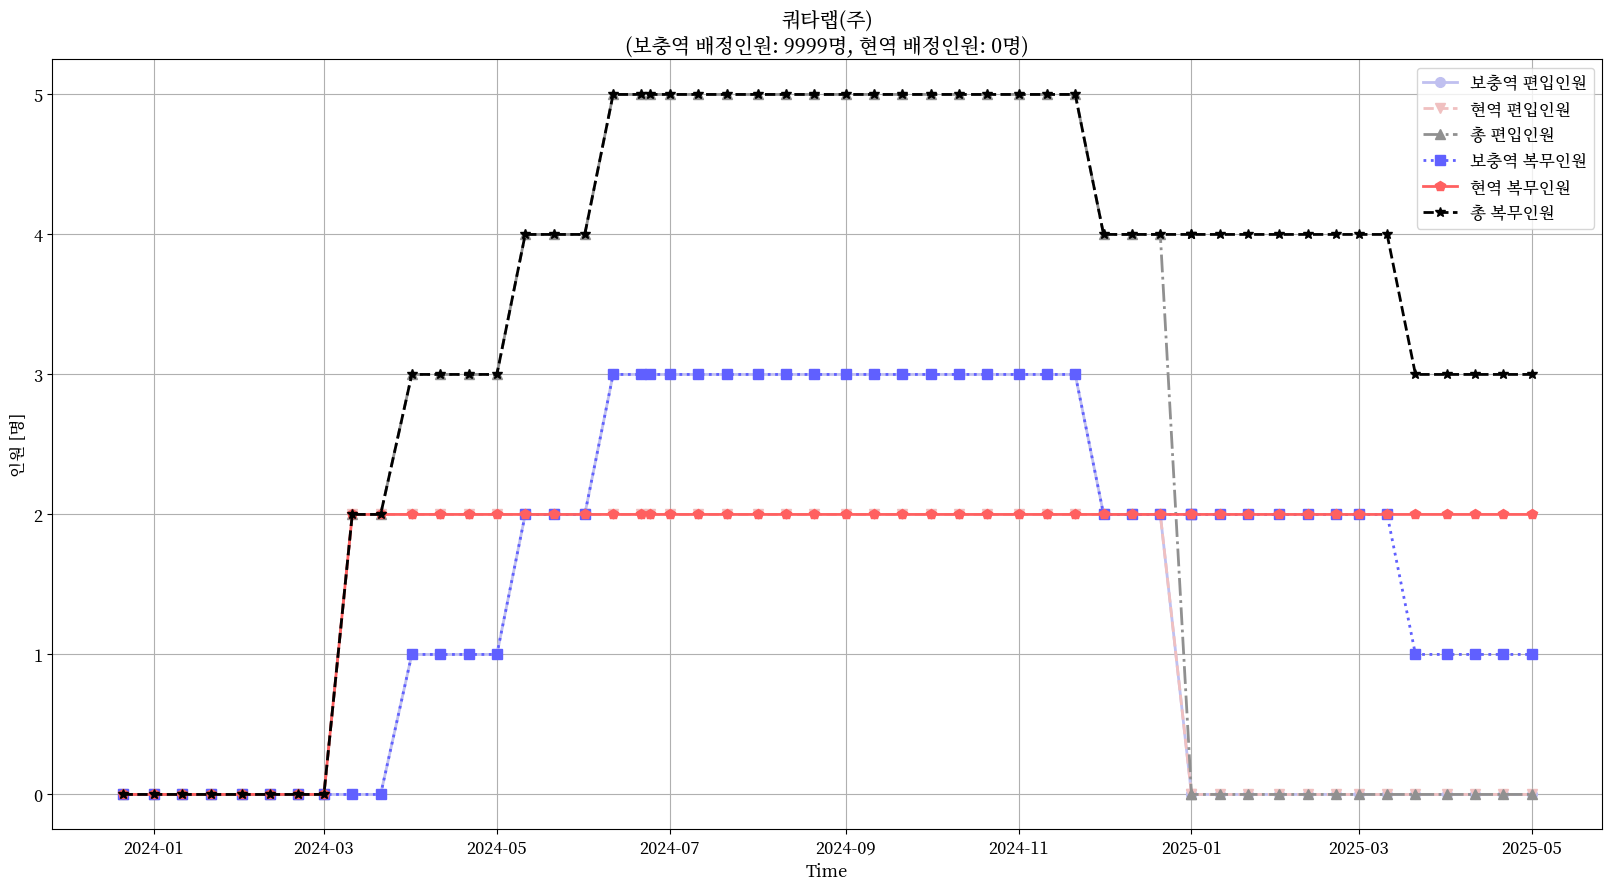 쿼타랩(주)
(보충역 배정인원: 9999명, 현역 배정인원: 0명)
보충역 편입인원
현역 편입인원
총 편입인원
보충역 복무인원
현역 복무인원
총 복무인원
인원 [명]
5
4
3
2
1
0
2024-01
2024-03
2024-05
2024-07
2024-09
2024-11
2025-01
2025-03
2025-05
Time